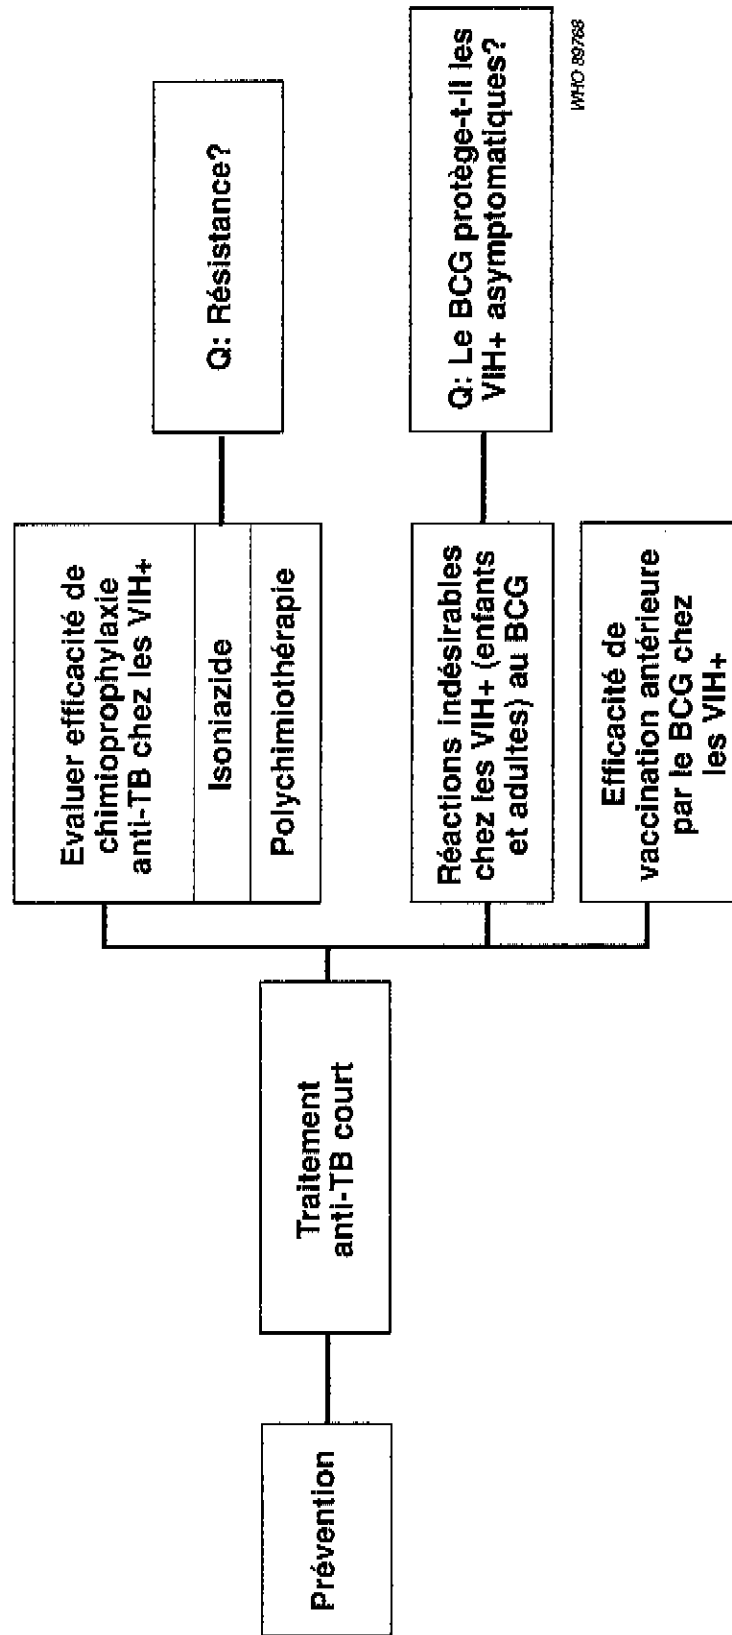 Prévention
Traitement
anti-TB court
Evaluer efficacité de
chimioprophylaxie
anti-TB chez les VIH+
Isoniazide
Polychimiothérapie
Q: Résistance?
Réactions indésirables
chez les VIH+ (enfants
et adultes) au BCG
Q: Le BCG protège-t-il les
VIH+ asymptomatiques?
Efficacité de
vaccination antérieure
par le BCG chez
les VIH+
WHO 89768